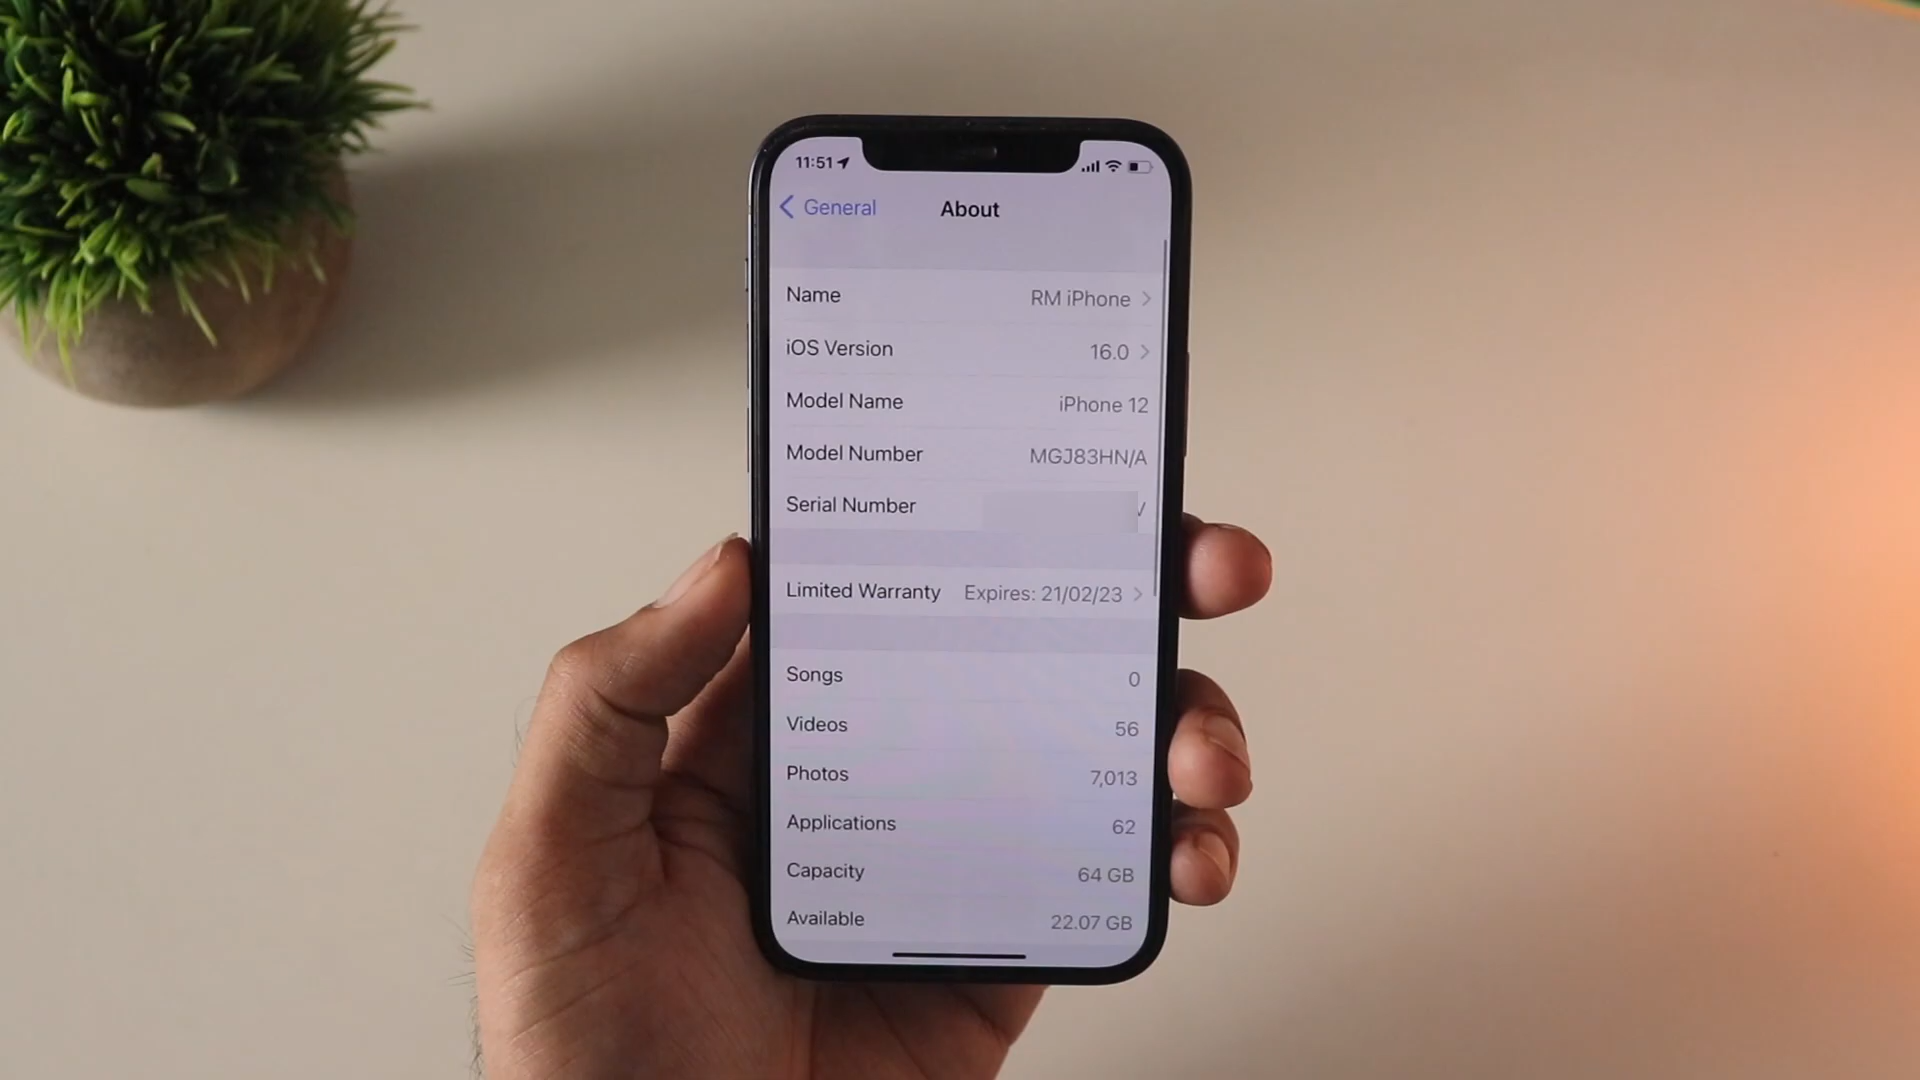 11:51
General About
Name RM iPhone
iOS Version 16.0
Model Name iPhone 12
Model Number MGJ83HN/A
Serial Number
Limited Warranty Expires: 21/02/23
Songs 0
Videos 56
Photos 7,013
Applications 62
Capacity 64 GB
Available 22.07 GB